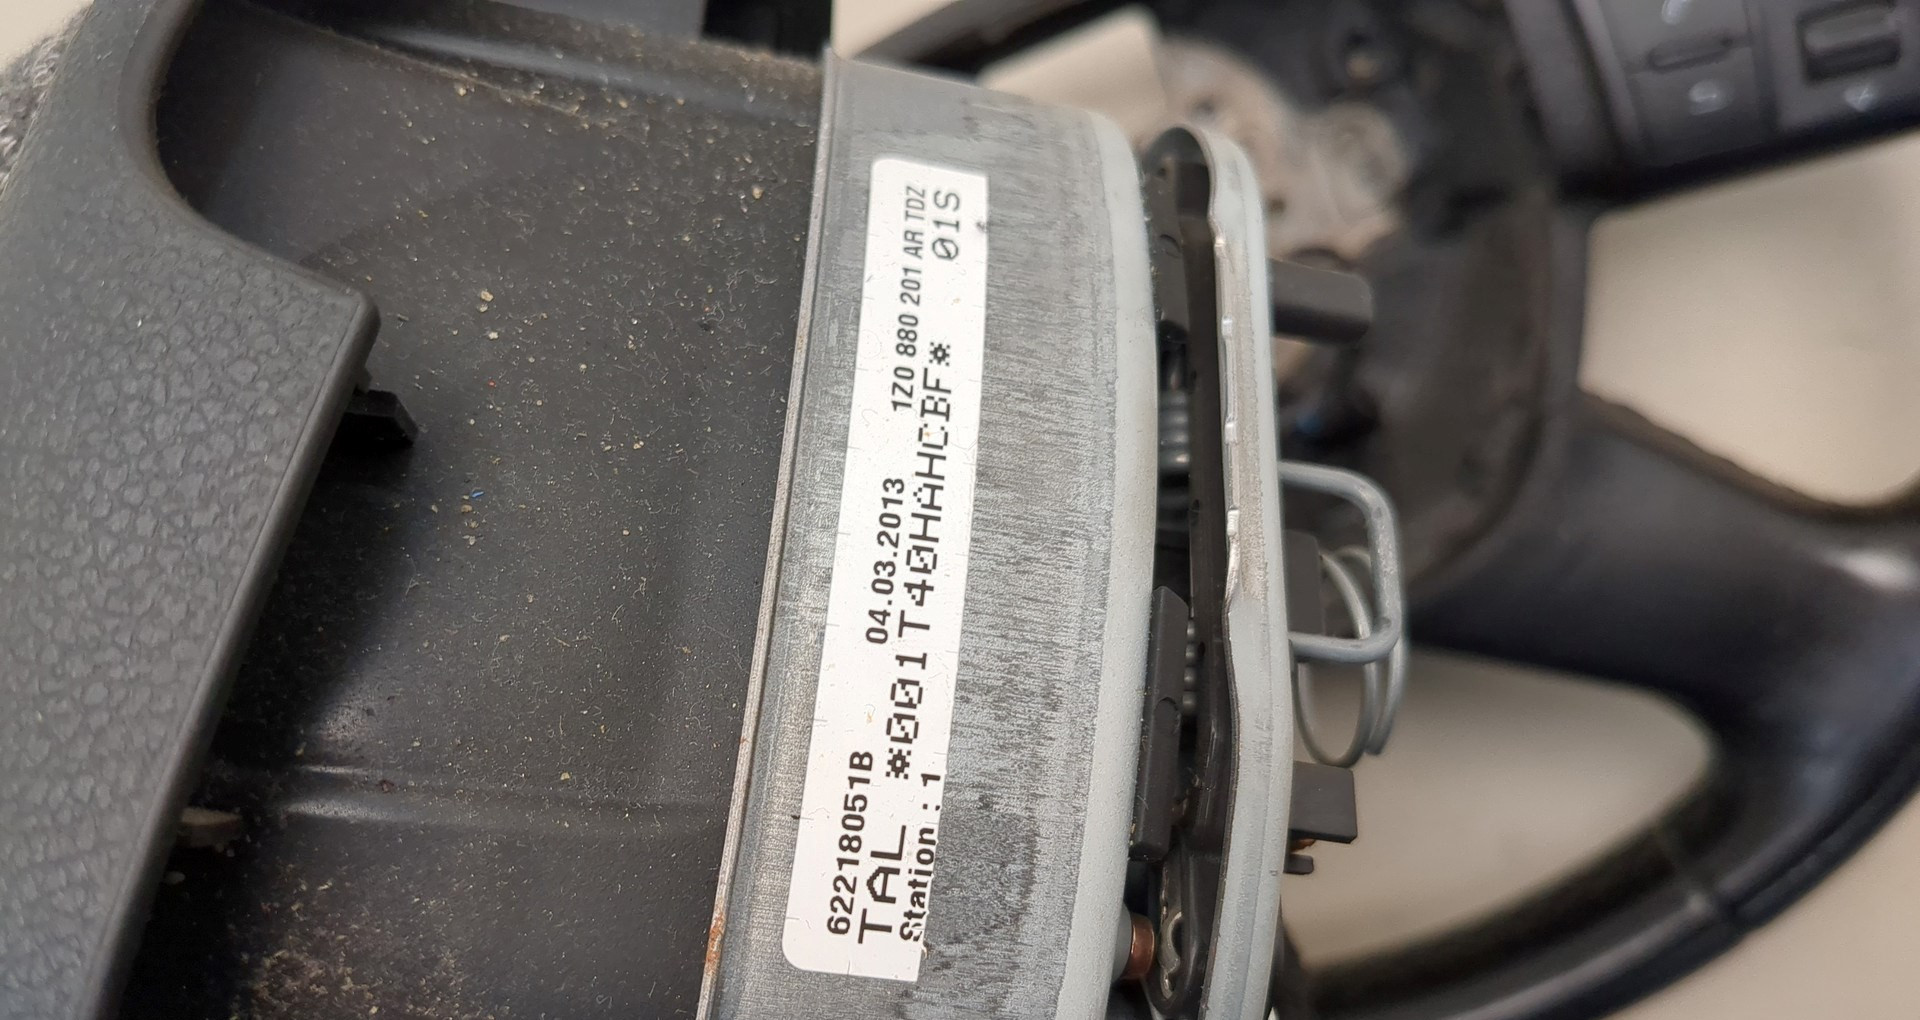 62218051B 04.03.2013 1Z0 880 201 AR TDZ
TAL *001T40HAHCBF* 01S
Station : 1